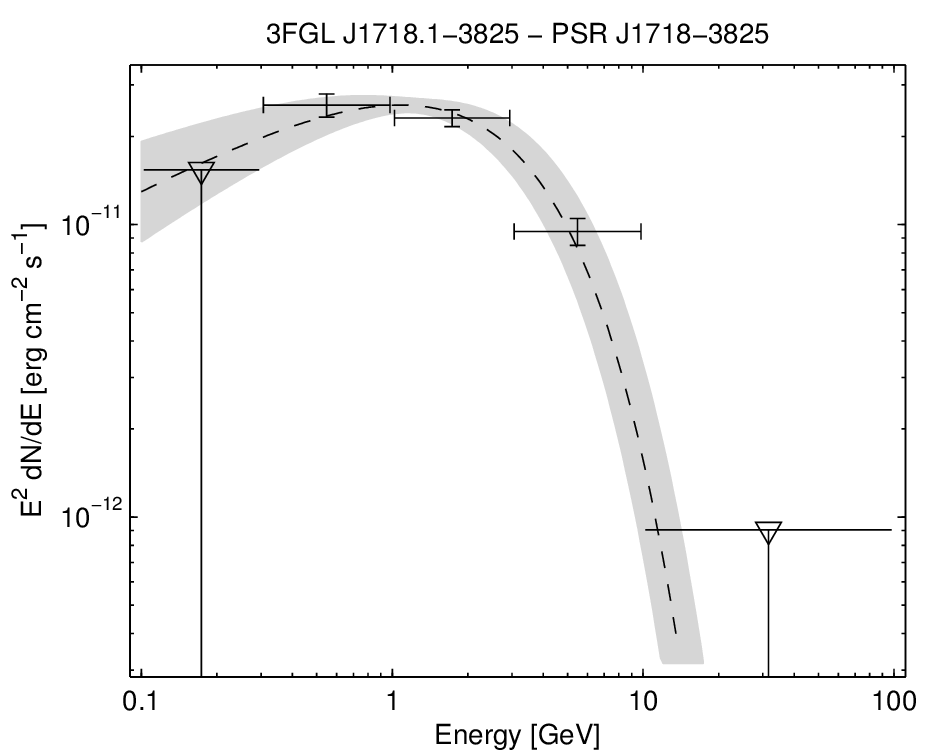 3FGL J1718.1−3825 − PSR J1718−3825
E² dN/dE [erg cm⁻² s⁻¹]
10⁻¹¹
10⁻¹²
0.1 1 10 100
Energy [GeV]